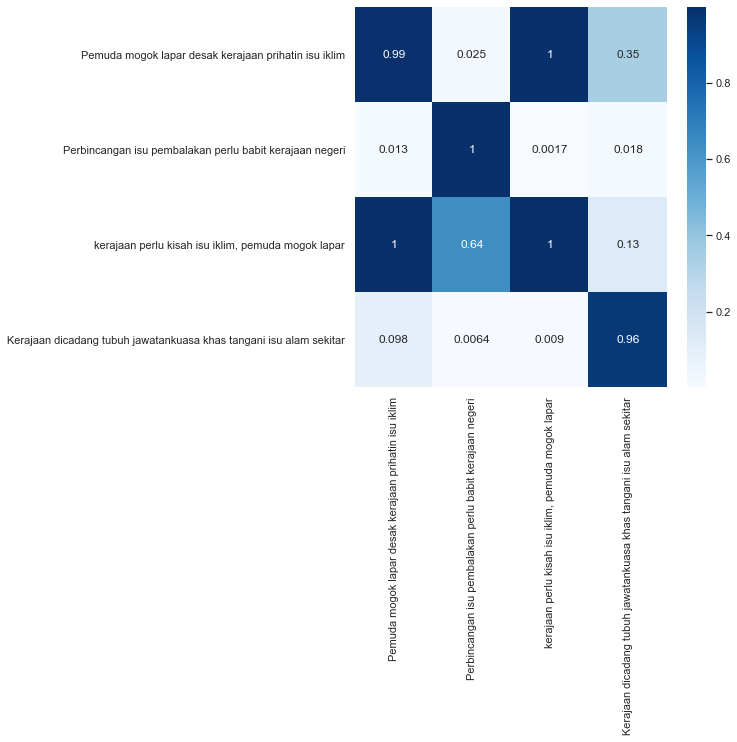 Pemuda mogok lapar desak kerajaan prihatin isu iklim
0.99 0.025 1 0.35
Perbincangan isu pembalakan perlu babit kerajaan negeri
0.013 1 0.0017 0.018
kerajaan perlu kisah isu iklim, pemuda mogok lapar
1 0.64 1 0.13
Kerajaan dicadang tubuh jawatankuasa khas tangani isu alam sekitar
0.098 0.0064 0.009 0.96
0.8
0.6
0.4
0.2
Pemuda mogok lapar desak kerajaan prihatin isu iklim
Perbincangan isu pembalakan perlu babit kerajaan negeri
kerajaan perlu kisah isu iklim, pemuda mogok lapar
Kerajaan dicadang tubuh jawatankuasa khas tangani isu alam sekitar